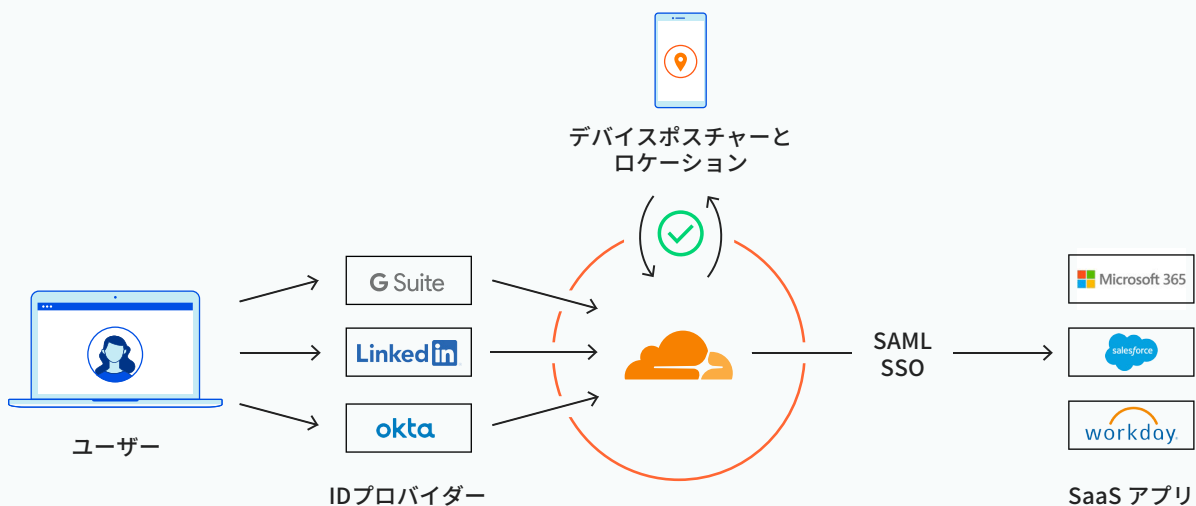 デバイスポスチャーと
ロケーション
G Suite
Linked in
okta
ユーザー
IDプロバイダー
SAML
SSO
Microsoft 365
salesforce
workday.
SaaS アプリ